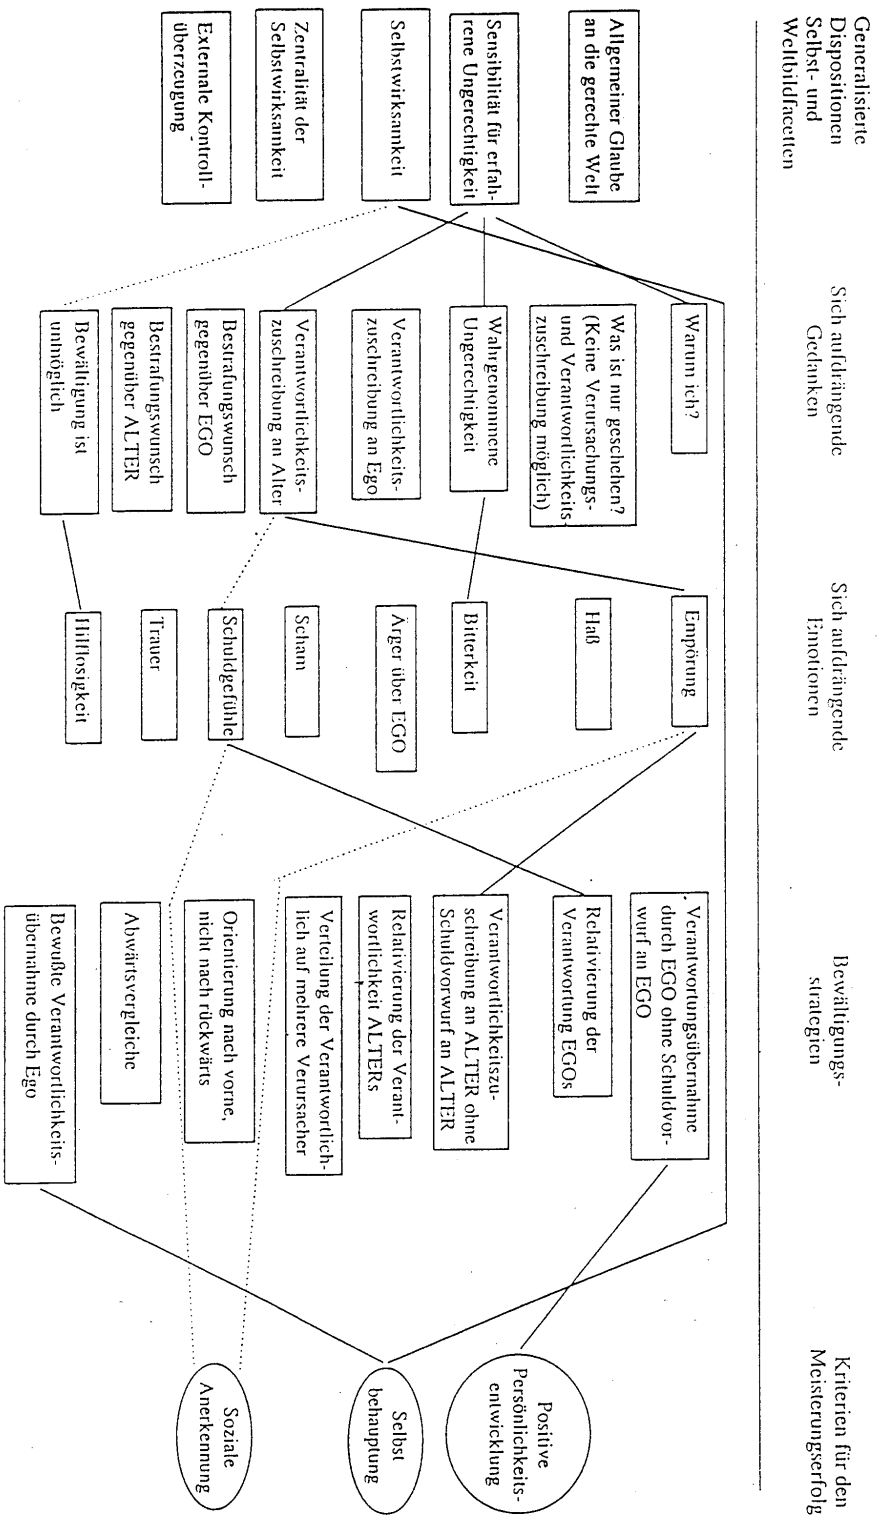 Generalisierte
Dispositionen
Selbst- und
Weltbildfacetten
Allgemeiner Glaube
an die gerechte Welt
Sensibilität für erfah-
rene Ungerechtigkeit
Selbstwirksamkeit
Zentralität der
Selbstwirksamkeit
Externale Kontroll-
überzeugung
Sich aufdrängende
Gedanken
Warum ich?
Was ist nur geschehen?
(Keine Verursachungs-
und Verantwortlichkeits
zuschreibung möglich)
Wahrgenommene
Ungerechtigkeit
Verantwortlichkeits-
zuschreibung an Ego
Verantwortlichkeits-
zuschreibung an Alter
Bestrafungswunsch
gegenüber EGO
Bestrafungswunsch
gegenüber ALTER
Bewältigung ist
unmöglich
Sich aufdrängende
Emotionen
Empörung
Haß
Bitterkeit
Ärger über EGO
Scham
Schuldgefühle
Trauer
Hilflosigkeit
Bewältigungs-
strategien
Verantwortungsübernahme
durch EGO ohne Schuldvor-
wurf an EGO
Relativierung der
Verantwortung EGOs
Verantwortlichkeitszu-
schreibung an ALTER ohne
Schuldvorwurf an ALTER
Relativierung der Verant-
wortlichkeit ALTERs
Verteilung der Verantwortlich-
lich auf mehrere Verursacher
Orientierung nach vorne,
nicht nach rückwärts
Abwärtsvergleiche
Bewußte Verantwortlichkeits-
übernahme durch Ego
Kriterien für den
Meisterungserfolg
Positive
Persönlichkeits-
entwicklung
Selbst
behauptung
Soziale
Anerkennung